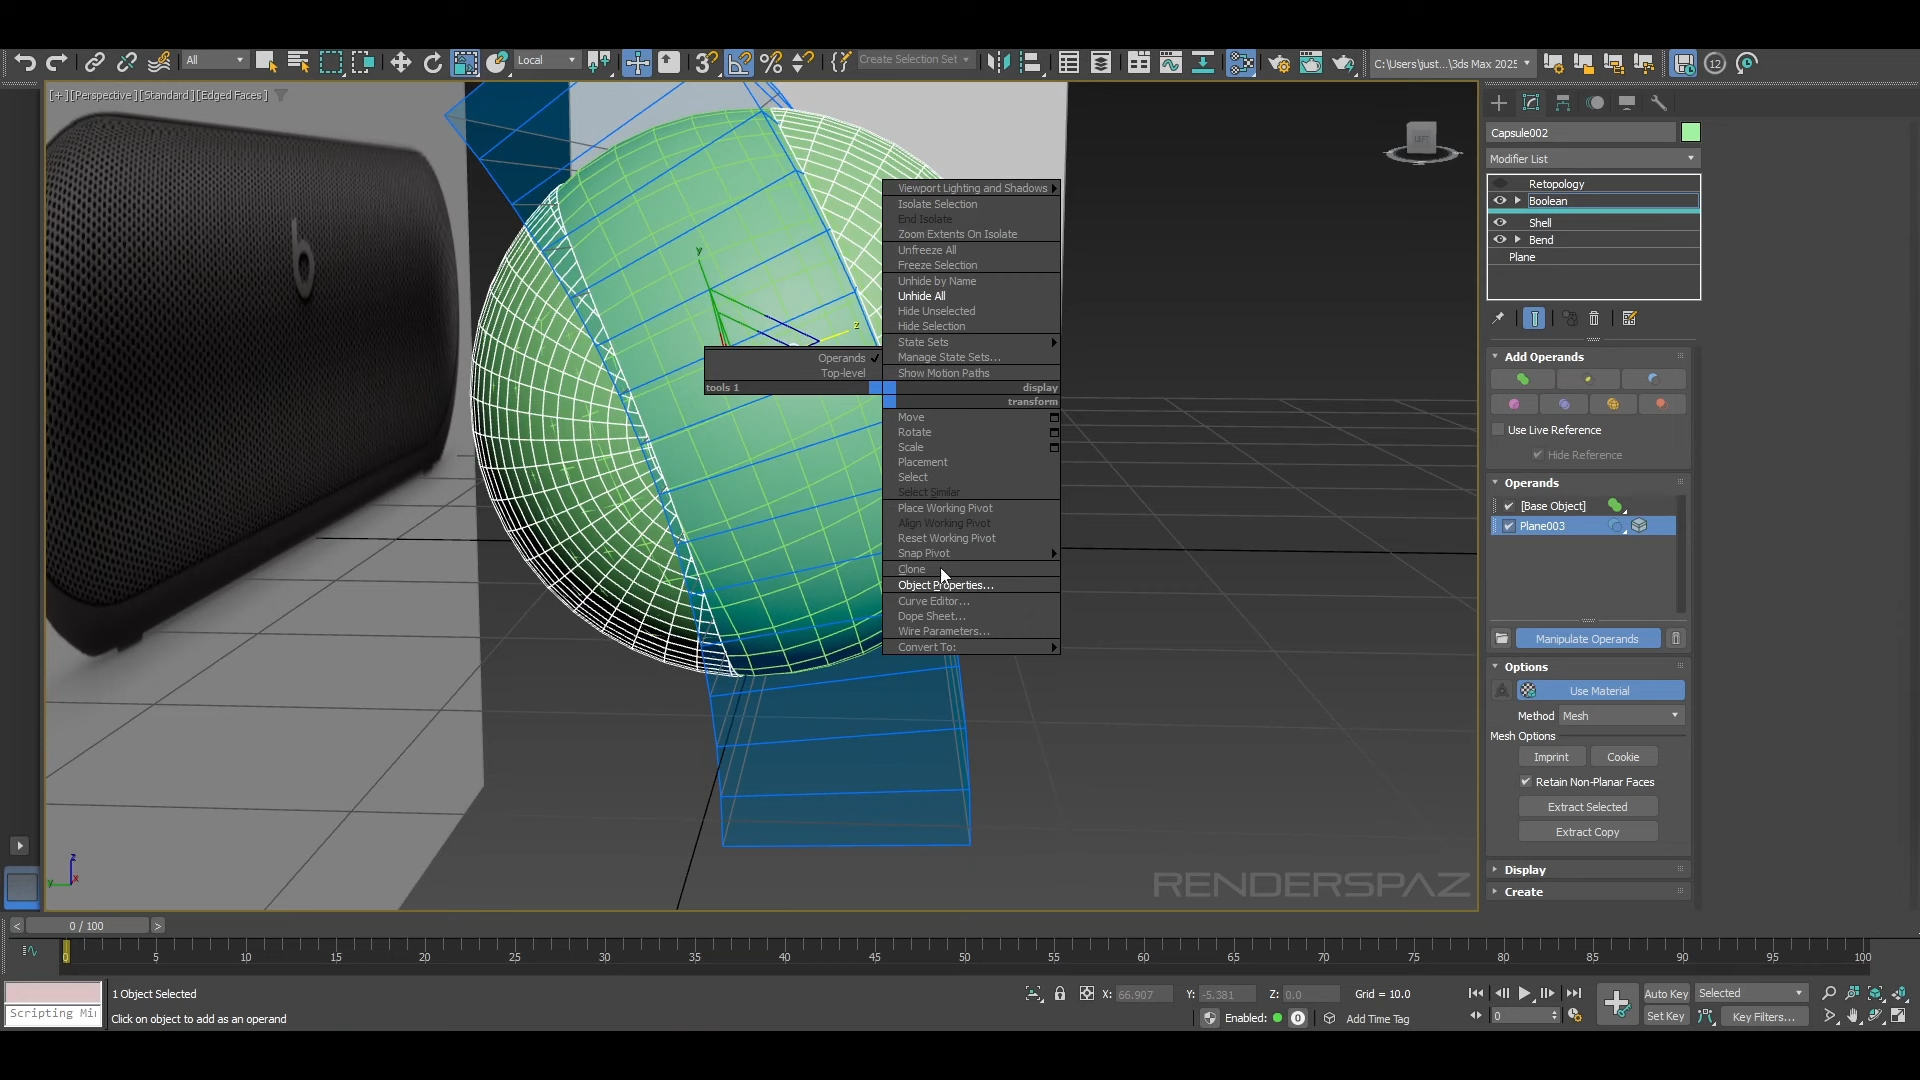 All
Local
Create Selection Set
C:\Users\just...\3ds Max 2025
12
[+] [Perspective] [Standard] [Edged Faces]
LEFT
Capsule002
Modifier List
Retopology
Boolean
Shell
Bend
Plane
y
z
Viewport Lighting and Shadows
Isolate Selection
End Isolate
Zoom Extents On Isolate
Unfreeze All
Freeze Selection
Unhide by Name
Unhide All
Hide Unselected
Hide Selection
State Sets
Manage State Sets...
Show Motion Paths
Operands
Top-level
tools 1
display
transform
Move
Rotate
Scale
Placement
Select
Select Similar
Place Working Pivot
Align Working Pivot
Reset Working Pivot
Snap Pivot
Clone
Object Properties...
Curve Editor...
Dope Sheet...
Wire Parameters...
Convert To:
Add Operands
Use Live Reference
Hide Reference
Operands
[Base Object]
Plane003
Manipulate Operands
Options
Use Material
Method Mesh
Mesh Options
Imprint Cookie
Retain Non-Planar Faces
Extract Selected
Extract Copy
Display
Create
z
y x
RENDERSPAZ
< 0 / 100 >
0 5 10 15 20 25 30 35 40 45 50 55 60 65 70 75 80 85 90 95 100
1 Object Selected
X: 66.907 Y: -5.381 Z: 0.0 Grid = 10.0
Auto Key Selected
Scripting Mi
Click on object to add as an operand
Enabled: 0 Add Time Tag
0
Set Key Key Filters...